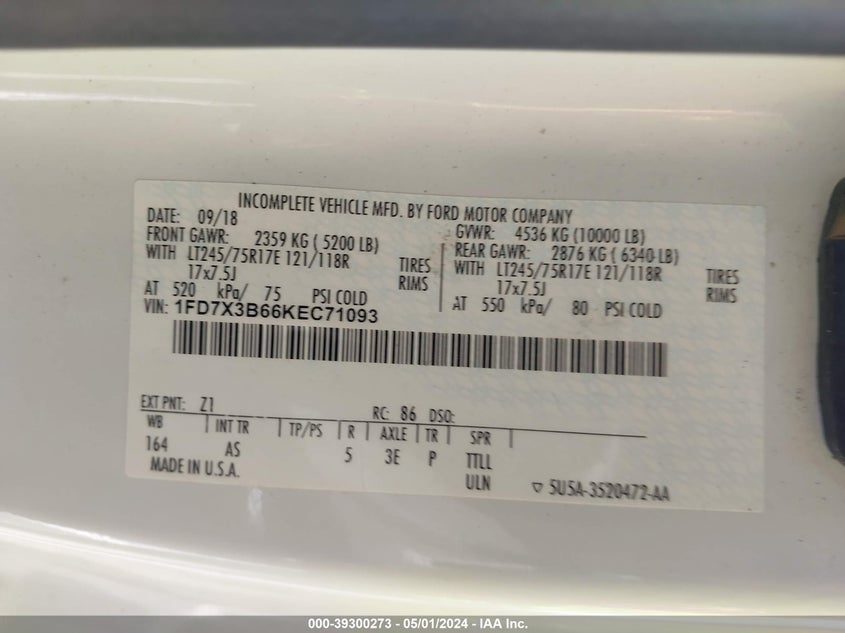 INCOMPLETE VEHICLE MFD. BY FORD MOTOR COMPANY
DATE: 09/18 GVWR: 4536 KG (10000 LB)
FRONT GAWR: 2359 KG ( 5200 LB) REAR GAWR: 2876 KG ( 6340 LB)
WITH LT245/75R17E 121/118R TIRES WITH LT245/75R17E 121/118R TIRES
17x7.5J RIMS 17x7.5J RIMS
AT 520 kPa/ 75 PSI COLD AT 550 kPa/ 80 PSI COLD
VIN: 1FD7X3B66KEC71093
EXT PNT: Z1 RC: 86 DSO:
WB INT TR TP/PS R AXLE TR SPR
164 AS 5 3E P TTLL
MADE IN U.S.A. ULN
▽ 5U5A-3520472-AA
000-39300273 - 05/01/2024 - IAA Inc.